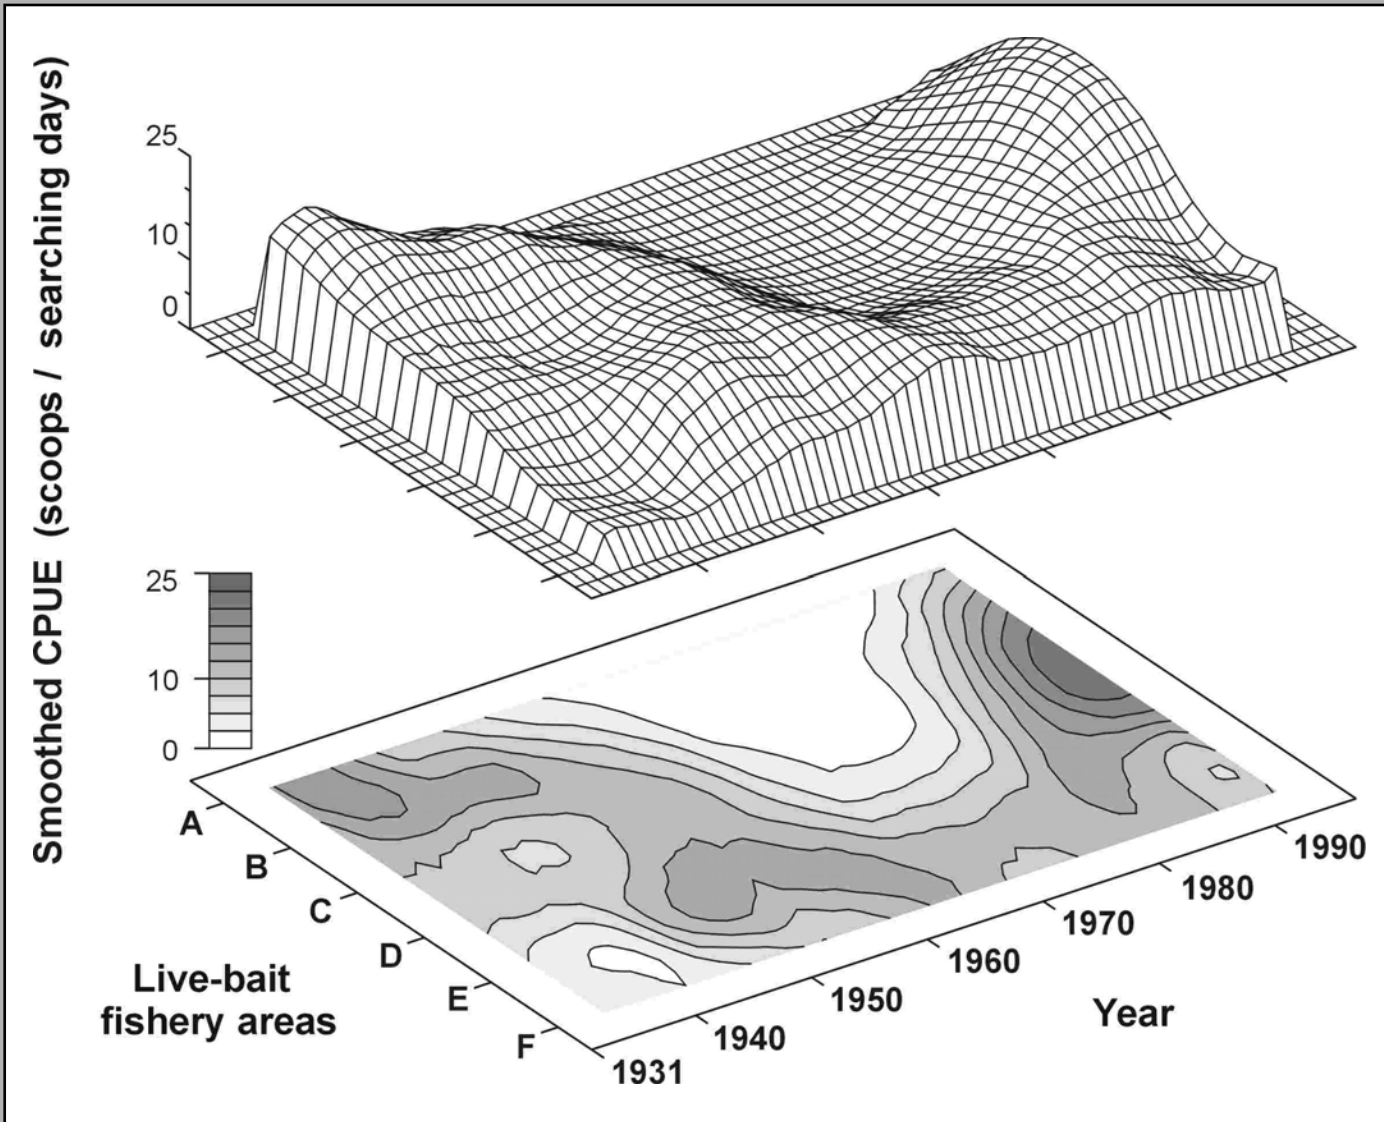 Smoothed CPUE (scoops / searching days)
25
10
0
25
10
0
A
B
C
D
E
F
Live-bait
fishery areas
1931
1940
1950
1960
1970
1980
1990
Year